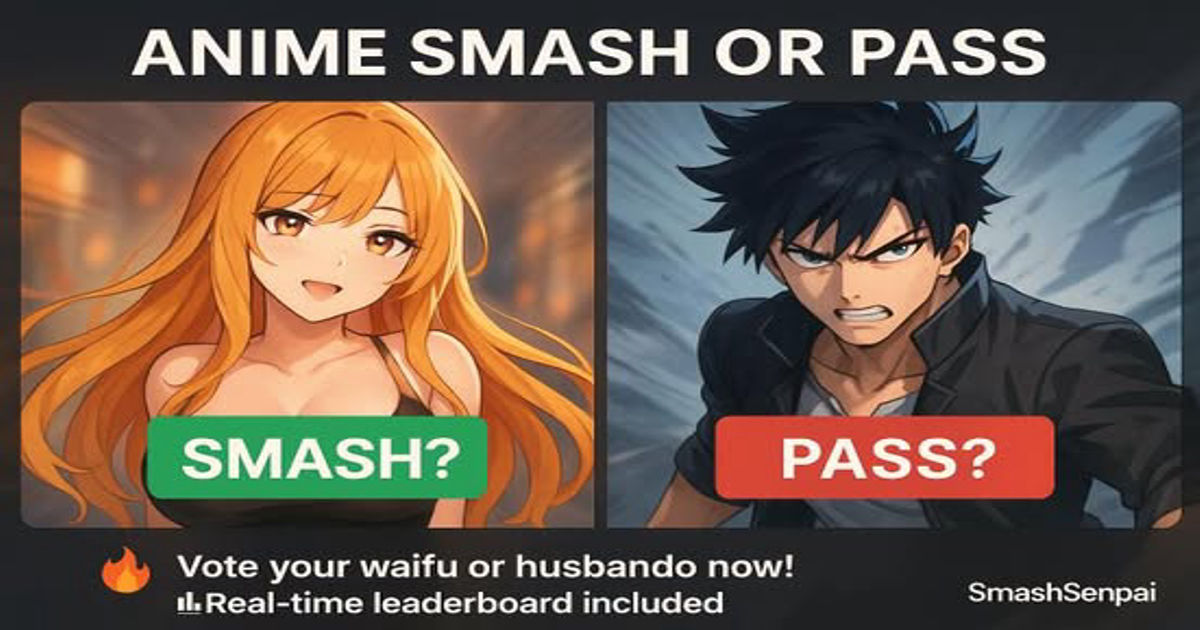 ANIME SMASH OR PASS
SMASH?
PASS?
Vote your waifu or husbando now!
Real-time leaderboard included
SmashSenpai